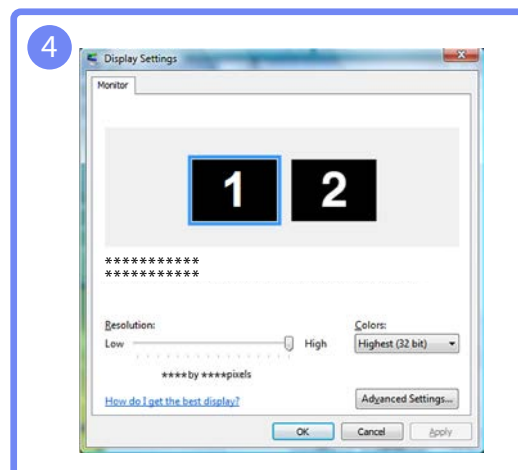 4
Display Settings
Monitor
1 2
***********
***********
Resolution: Colors:
Low High Highest (32 bit)
**** by ****pixels
How do I get the best display? Advanced Settings...
OK Cancel Apply